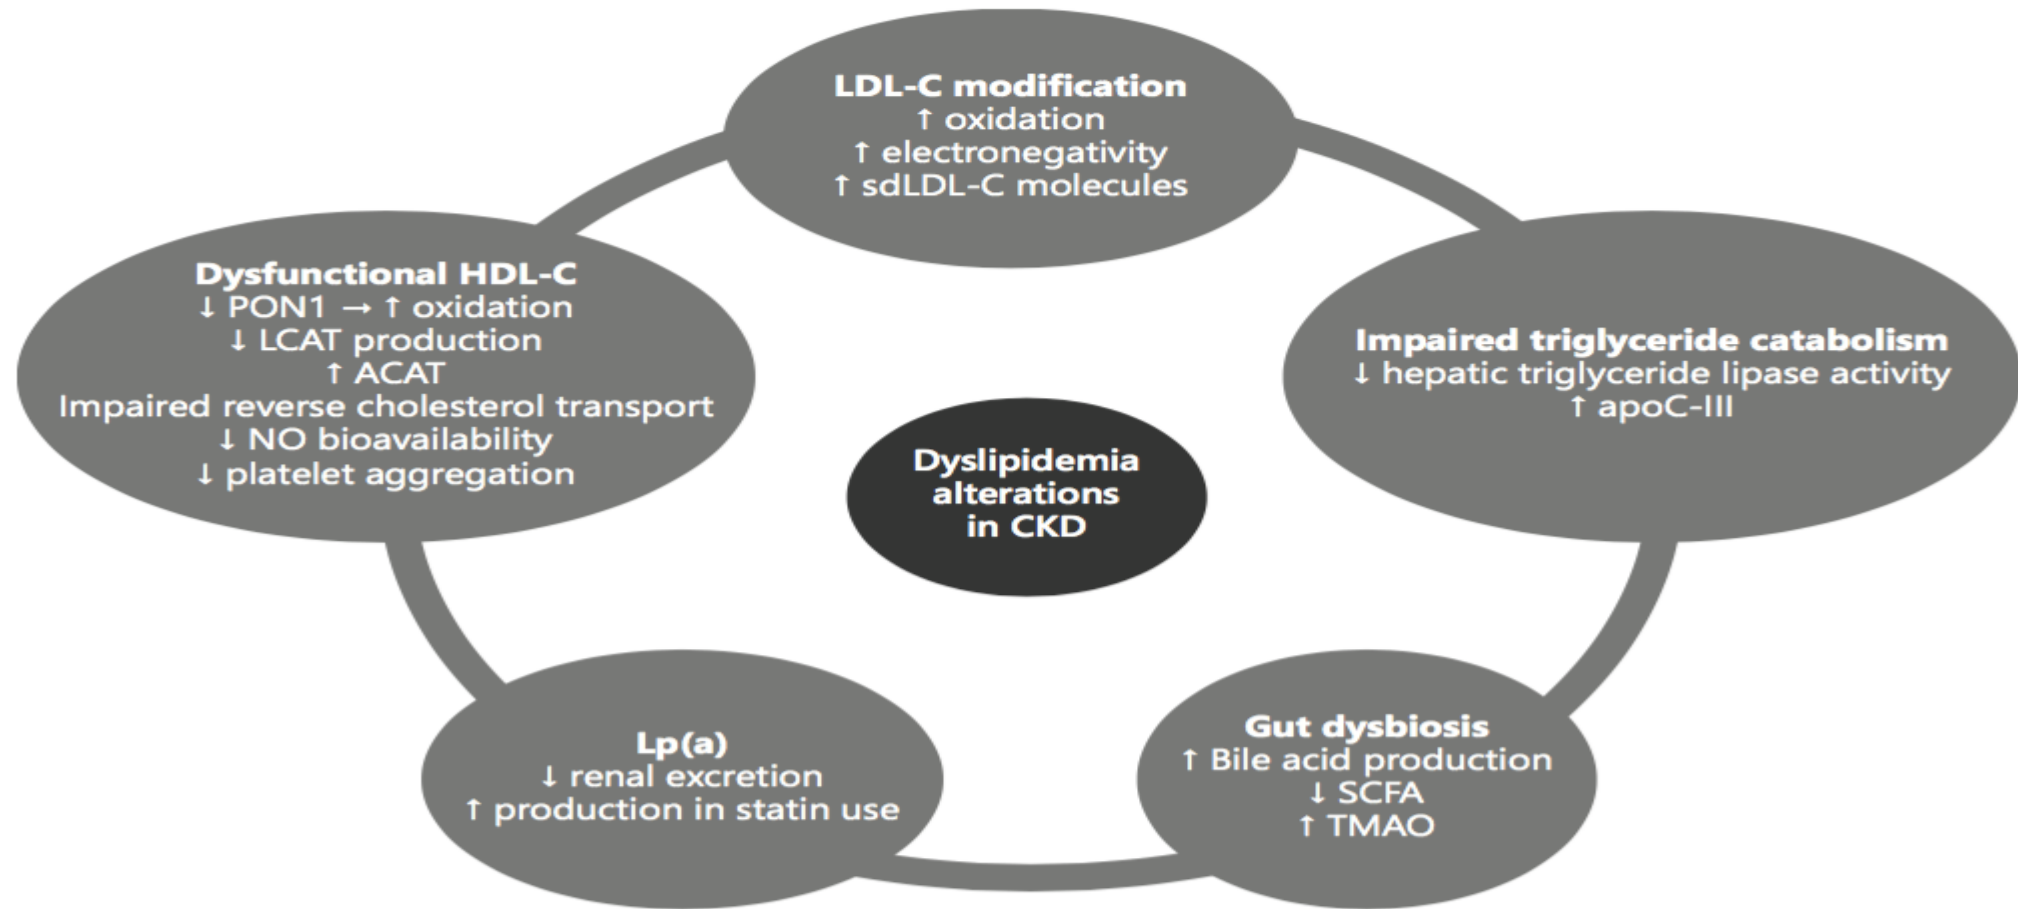 LDL-C modification
↑ oxidation
↑ electronegativity
↑ sdLDL-C molecules
Dysfunctional HDL-C
↓ PON1 → ↑ oxidation
↓ LCAT production
↑ ACAT
Impaired reverse cholesterol transport
↓ NO bioavailability
↓ platelet aggregation
Impaired triglyceride catabolism
↓ hepatic triglyceride lipase activity
↑ apoC-III
Dyslipidemia
alterations
in CKD
Lp(a)
↓ renal excretion
↑ production in statin use
Gut dysbiosis
↑ Bile acid production
↓ SCFA
↑ TMAO